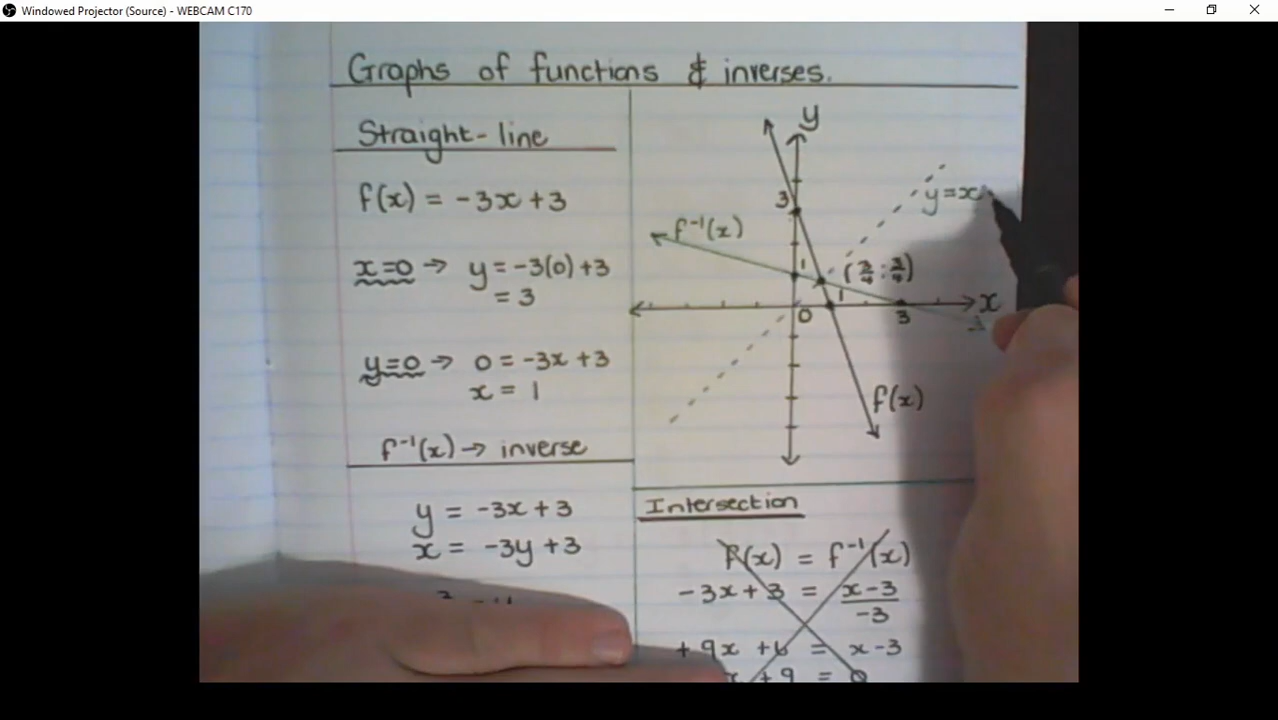 Windowed Projector (Source) - WEBCAM C170
Graphs of functions & inverses.
Straight-line
f(x) = -3x + 3
x=0 → y = -3(0) + 3
= 3
y=0 → 0 = -3x + 3
x = 1
f⁻¹(x) → inverse
y = -3x + 3
x = -3y + 3
y
3
y=x
f⁻¹(x)
1
(3/4 ; 3/4)
1
x
0
3
f(x)
Intersection
f(x) = f⁻¹(x)
-3x + 3 = x-3
-3
+ 9x + 6 = x-3
x + 9 = 0